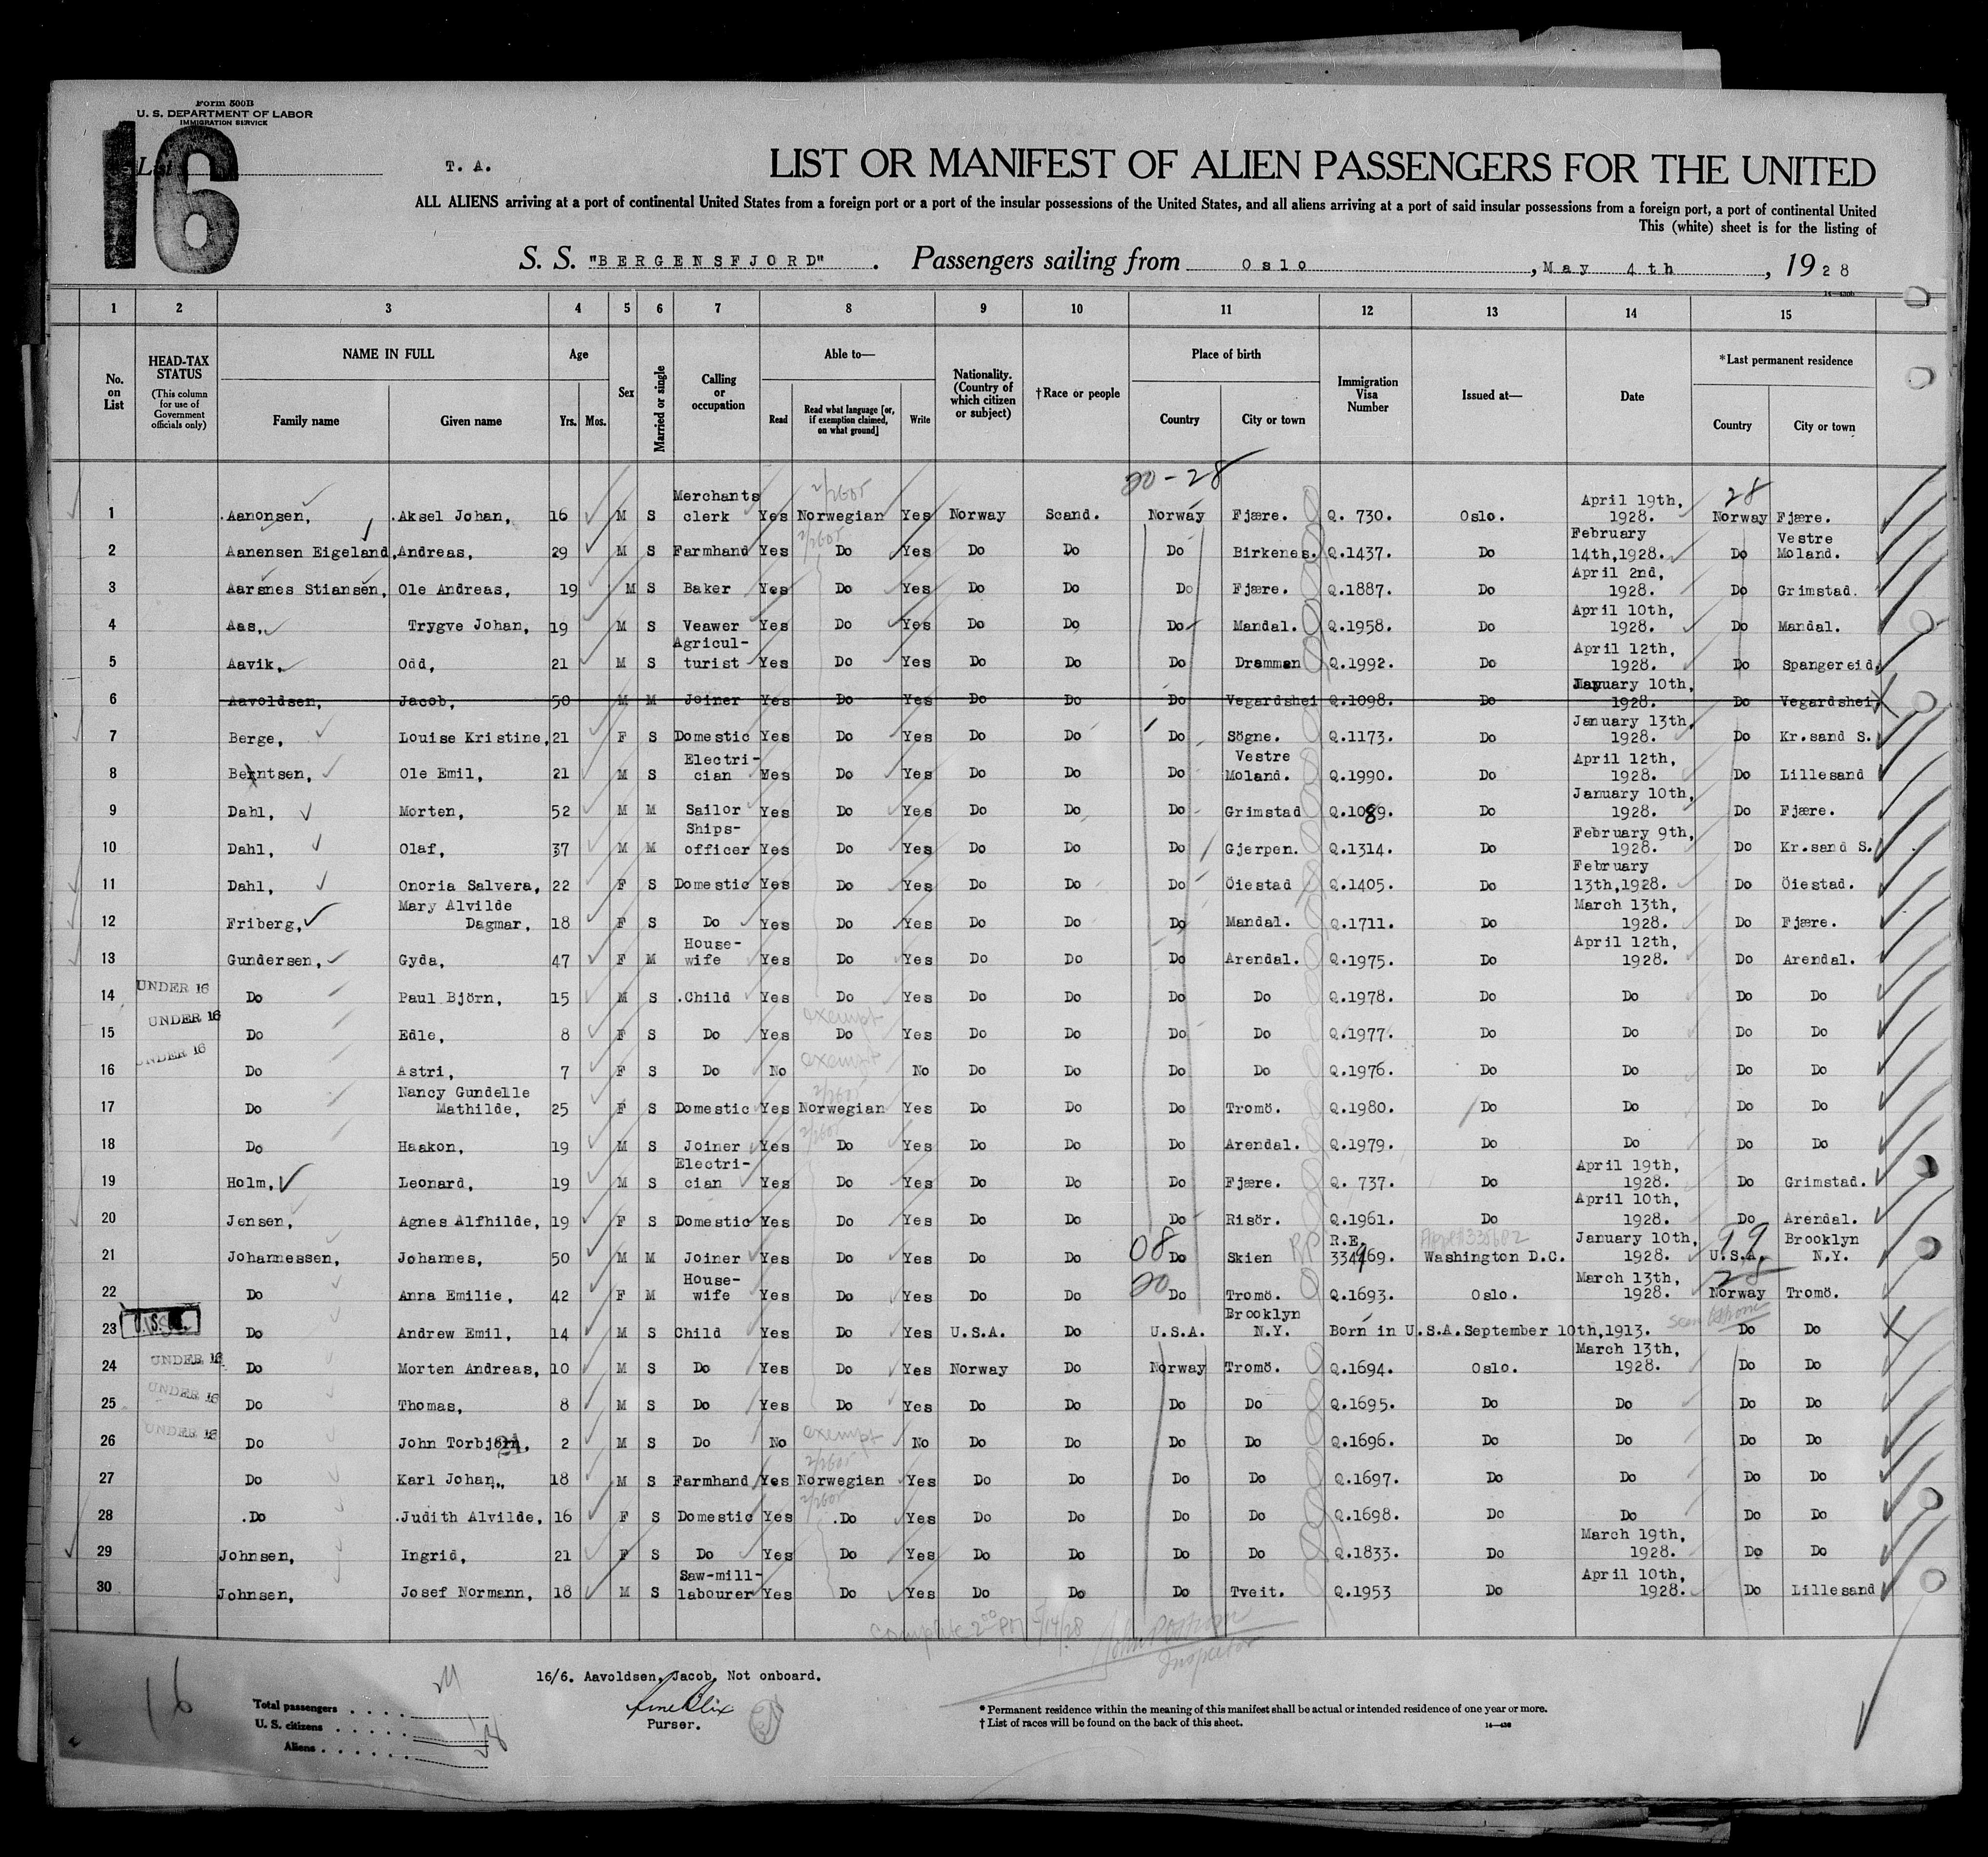 Form 500B
U. S. DEPARTMENT OF LABOR
IMMIGRATION SERVICE
16
List
T. A.
LIST OR MANIFEST OF ALIEN PASSENGERS FOR THE UNITED
ALL ALIENS arriving at a port of continental United States from a foreign port or a port of the insular possessions of the United States, and all aliens arriving at a port of said insular possessions from a foreign port, a port of continental United
This (white) sheet is for the listing of
S. S. "BERGENSFJORD" . Passengers sailing from Oslo , May 4th , 1928
1 2 3 4 5 6 7 8 9 10 11 12 13 14 15
No. on List
HEAD-TAX STATUS (This column for use of Government officials only)
NAME IN FULL Family name Given name
Age Yrs. Mos.
Sex
Married or single
Calling or occupation
Able to— Read Read what language [or, if exemption claimed, on what ground] Write
Nationality. (Country of which citizen or subject)
†Race or people
Place of birth Country City or town
Immigration Visa Number
Issued at—
Date
*Last permanent residence Country City or town
20-28 28
1 Aanonsen, Aksel Johan, 16 M S Merchants clerk Yes Norwegian Yes Norway Scand. Norway Fjære. Q. 730. Oslo. April 19th, 1928. Norway Fjære.
2 Aanensen Eigeland, Andreas, 29 M S Farmhand Yes Do Yes Do Do Do Birkenes. Q.1437. Do February 14th,1928. Do Vestre Moland.
3 Aarsnes Stiansen, Ole Andreas, 19 M S Baker Yes Do Yes Do Do Do Fjære. Q.1887. Do April 2nd, 1928. Do Grimstad.
4 Aas, Trygve Johan, 19 M S Veawer Yes Do Yes Do Do Do Mandal. Q.1958. Do April 10th, 1928. Do Mandal.
5 Aavik, Odd, 21 M S Agricul-turist Yes Do Yes Do Do Do Drammen Q.1992. Do April 12th, 1928. Do Spangereid.
6 Aavoldsen, Jacob, 50 M M Joiner Yes Do Yes Do Do Do Vegardshei Q.1098. Do January 10th, 1928. Do Vegardshei
7 Berge, Louise Kristine, 21 F S Domestic Yes Do Yes Do Do Do Sögne. Q.1173. Do January 13th, 1928. Do Kr.sand S.
8 Berntsen, Ole Emil, 21 M S Electri-cian Yes Do Yes Do Do Do Vestre Moland. Q.1990. Do April 12th, 1928. Do Lillesand
9 Dahl, Morten, 52 M M Sailor Yes Do Yes Do Do Do Grimstad Q.1089. Do January 10th, 1928. Do Fjære.
10 Dahl, Olaf, 37 M M Ships-officer Yes Do Yes Do Do Do Gjerpen. Q.1314. Do February 9th, 1928. Do Kr.sand S.
11 Dahl, Onoria Salvera, 22 F S Domestic Yes Do Yes Do Do Do Öiestad Q.1405. Do February 13th,1928. Do Öiestad.
12 Friberg, Mary Alvilde Dagmar, 18 F S Do Yes Do Yes Do Do Do Mandal. Q.1711. Do March 13th, 1928. Do Fjære.
13 Gundersen, Gyda, 47 F M House-wife Yes Do Yes Do Do Do Arendal. Q.1975. Do April 12th, 1928. Do Arendal.
14 UNDER 16 Do Paul Björn, 15 M S .Child Yes Do Yes Do Do Do Do Q.1978. Do Do Do Do
15 UNDER 16 Do Edle, 8 F S Do Yes exempt Do Yes Do Do Do Do Q.1977. Do Do Do Do
16 UNDER 16 Do Astri, 7 F S Do No exempt No Do Do Do Do Q.1976. Do Do Do Do
17 Do Nancy Gundelle Mathilde, 25 F S Domestic Yes Norwegian Yes Do Do Do Tromö. Q.1980. Do Do Do Do
18 Do Haakon, 19 M S Joiner Yes Do Yes Do Do Do Arendal. Q.1979. Do Do Do Do
19 Holm, Leonard, 19 M S Electri-cian Yes Do Yes Do Do Do Fjære. Q. 737. Do April 19th, 1928. Do Grimstad.
20 Jensen, Agnes Alfhilde, 19 F S Domestic Yes Do Yes Do Do Do Risör. Q.1961. Do April 10th, 1928. Do Arendal.
21 Johannessen, Johannes, 50 M M Joiner Yes Do Yes Do Do 08 Do Skien R.E. 334469. Washington D.C. January 10th, 1928. 99 U.S.A. Brooklyn N.Y.
22 Do Anna Emilie, 42 F M House-wife Yes Do Yes Do Do 20 Do Tromö. Q.1693. Oslo. March 13th, 1928. 28 Norway Tromö.
23 Do Andrew Emil, 14 M S Child Yes Do Yes U.S.A. Do U.S.A. Brooklyn N.Y. Born in U.S.A.September 10th,1913. Do Do
24 UNDER 16 Do Morten Andreas, 10 M S Do Yes Do Yes Norway Do Norway Tromö. Q.1694. Oslo. March 13th, 1928. Do Do
25 UNDER 16 Do Thomas, 8 M S Do Yes Do Yes Do Do Do Do Q.1695. Do Do Do Do
26 UNDER 16 Do John Torbjörn, 2 M S Do No exempt No Do Do Do Do Q.1696. Do Do Do Do
27 Do Karl Johan, 18 M S Farmhand Yes Norwegian Yes Do Do Do Do Q.1697. Do Do Do Do
28 .Do .Judith Alvilde, 16 F S Domestic Yes .Do Yes Do Do Do Do Q.1698. Do Do Do Do
29 Johnsen, Ingrid, 21 F S Do Yes Do Yes Do Do Do Do Q.1833. Do March 19th, 1928. Do Do
30 Johnsen, Josef Normann, 18 M S Saw-mill-labourer Yes Do Yes Do Do Do Tveit. Q.1953 Do April 10th, 1928. Do Lillesand
Complete 2 00 PM 5/14/28
Inspector
16
16/6. Aavoldsen, Jacob, Not onboard.
Purser.
Total passengers
U. S. citizens
Aliens
* Permanent residence within the meaning of this manifest shall be actual or intended residence of one year or more.
† List of races will be found on the back of this sheet.